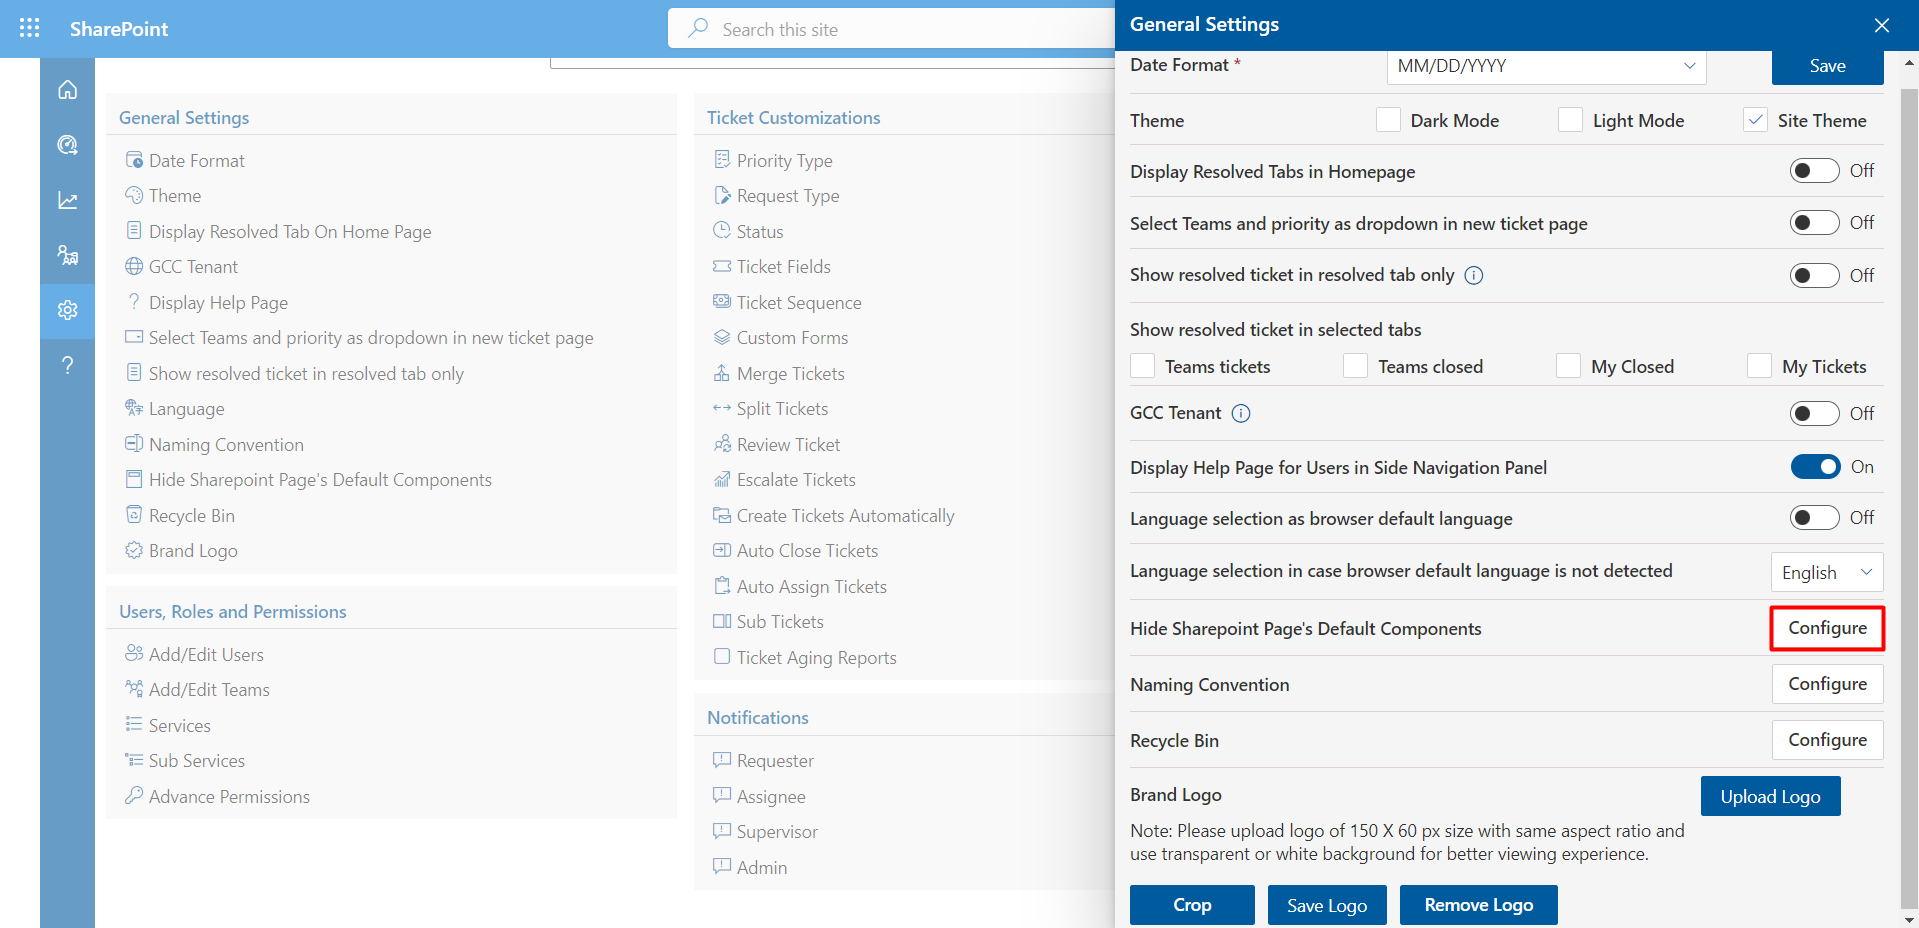 SharePoint
Search this site
General Settings
Date Format
Theme
Display Resolved Tab On Home Page
GCC Tenant
Display Help Page
Select Teams and priority as dropdown in new ticket page
Show resolved ticket in resolved tab only
Language
Naming Convention
Hide Sharepoint Page's Default Components
Recycle Bin
Brand Logo
Users, Roles and Permissions
Add/Edit Users
Add/Edit Teams
Services
Sub Services
Advance Permissions
Ticket Customizations
Priority Type
Request Type
Status
Ticket Fields
Ticket Sequence
Custom Forms
Merge Tickets
Split Tickets
Review Ticket
Escalate Tickets
Create Tickets Automatically
Auto Close Tickets
Auto Assign Tickets
Sub Tickets
Ticket Aging Reports
Notifications
Requester
Assignee
Supervisor
Admin
General Settings
Date Format * MM/DD/YYYY Save
Theme Dark Mode Light Mode Site Theme
Display Resolved Tabs in Homepage Off
Select Teams and priority as dropdown in new ticket page Off
Show resolved ticket in resolved tab only Off
Show resolved ticket in selected tabs
Teams tickets Teams closed My Closed My Tickets
GCC Tenant Off
Display Help Page for Users in Side Navigation Panel On
Language selection as browser default language Off
Language selection in case browser default language is not detected English
Hide Sharepoint Page's Default Components Configure
Naming Convention Configure
Recycle Bin Configure
Brand Logo Upload Logo
Note: Please upload logo of 150 X 60 px size with same aspect ratio and
use transparent or white background for better viewing experience.
Crop Save Logo Remove Logo